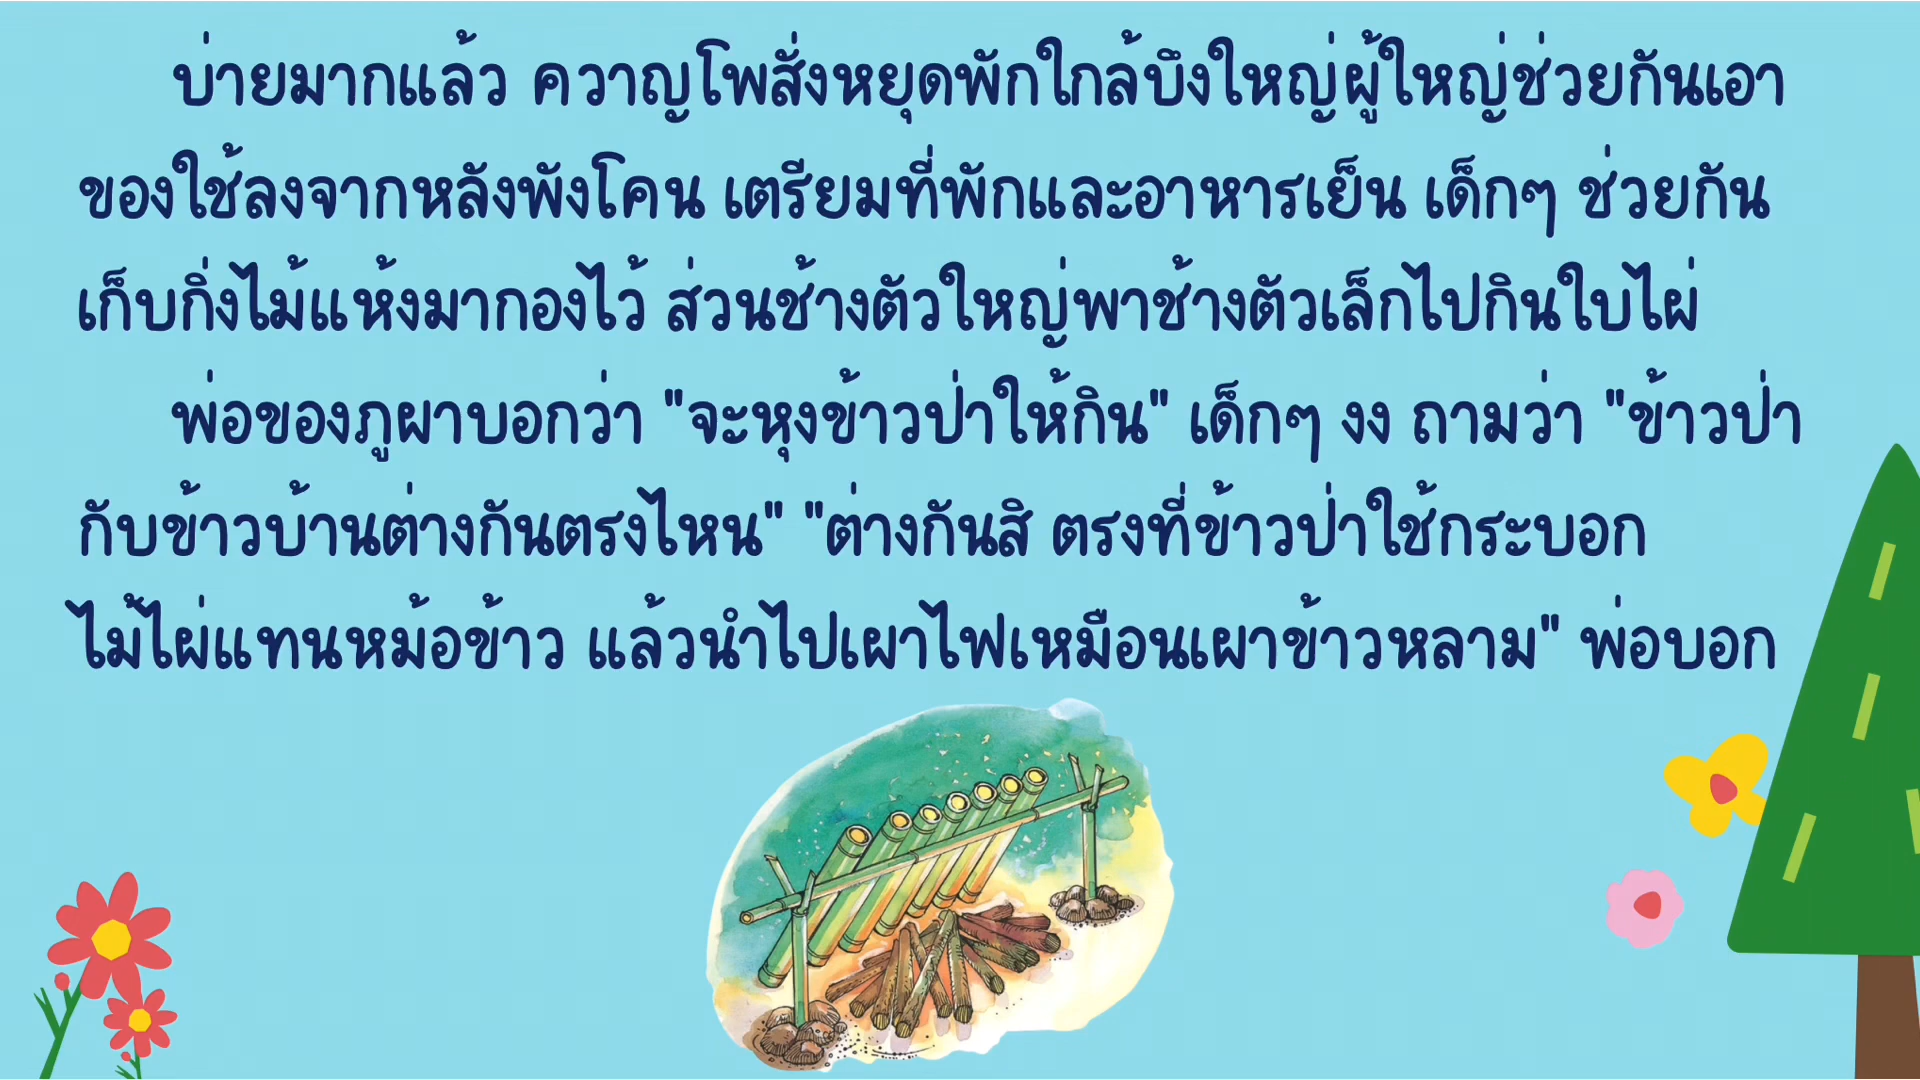 บ่ายมากแล้ว ควาญโพสั่งหยุดพักใกล้บึงใหญ่ผู้ใหญ่ช่วยกันเอา
ของใช้ลงจากหลังพังโคน เตรียมที่พักและอาหารเย็น เด็กๆ ช่วยกัน
เก็บกิ่งไม้แห้งมากองไว้ ส่วนช้างตัวใหญ่พาช้างตัวเล็กไปกินใบไผ่
พ่อของภูผาบอกว่า "จะหุงข้าวป่าให้กิน" เด็กๆ งง ถามว่า "ข้าวป่า
กับข้าวบ้านต่างกันตรงไหน" "ต่างกันสิ ตรงที่ข้าวป่าใช้กระบอก
ไม้ไผ่แทนหม้อข้าว แล้วนำไปเผาไฟเหมือนเผาข้าวหลาม" พ่อบอก